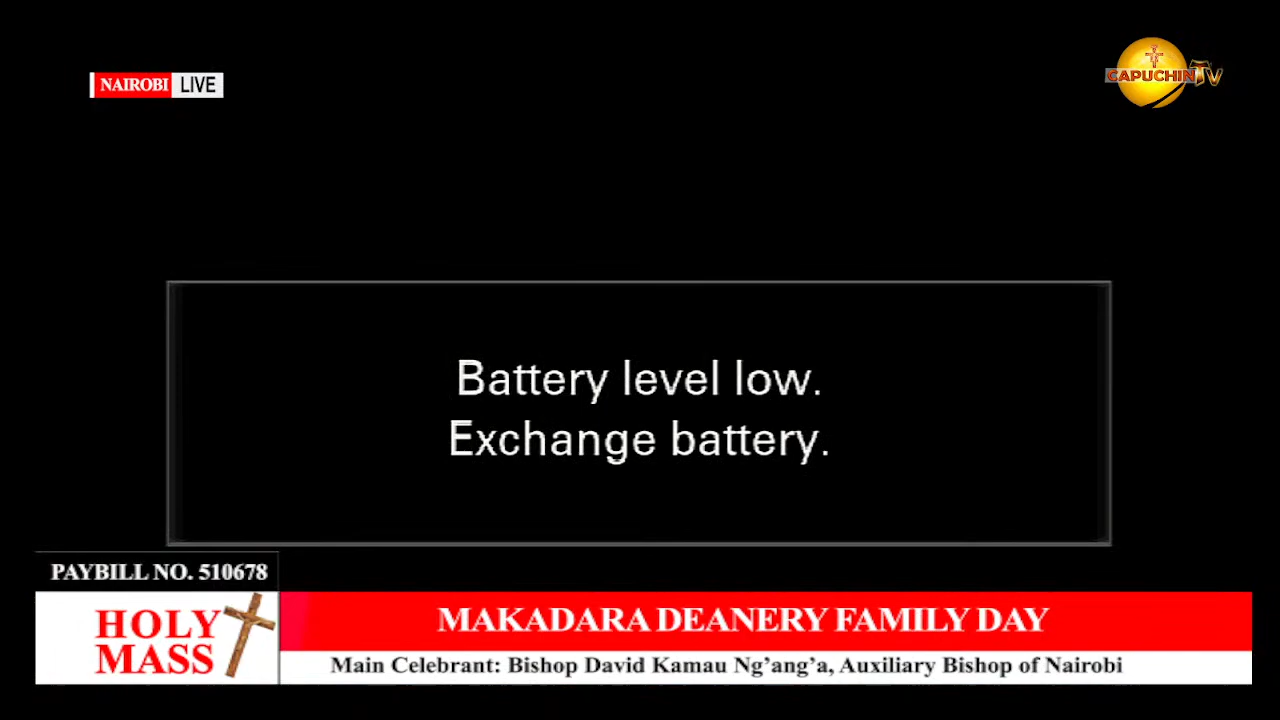 NAIROBI LIVE
CAPUCHIN TV
Battery level low.
Exchange battery.
PAYBILL NO. 510678
HOLY
MASS
MAKADARA DEANERY FAMILY DAY
Main Celebrant: Bishop David Kamau Ng’ang’a, Auxiliary Bishop of Nairobi